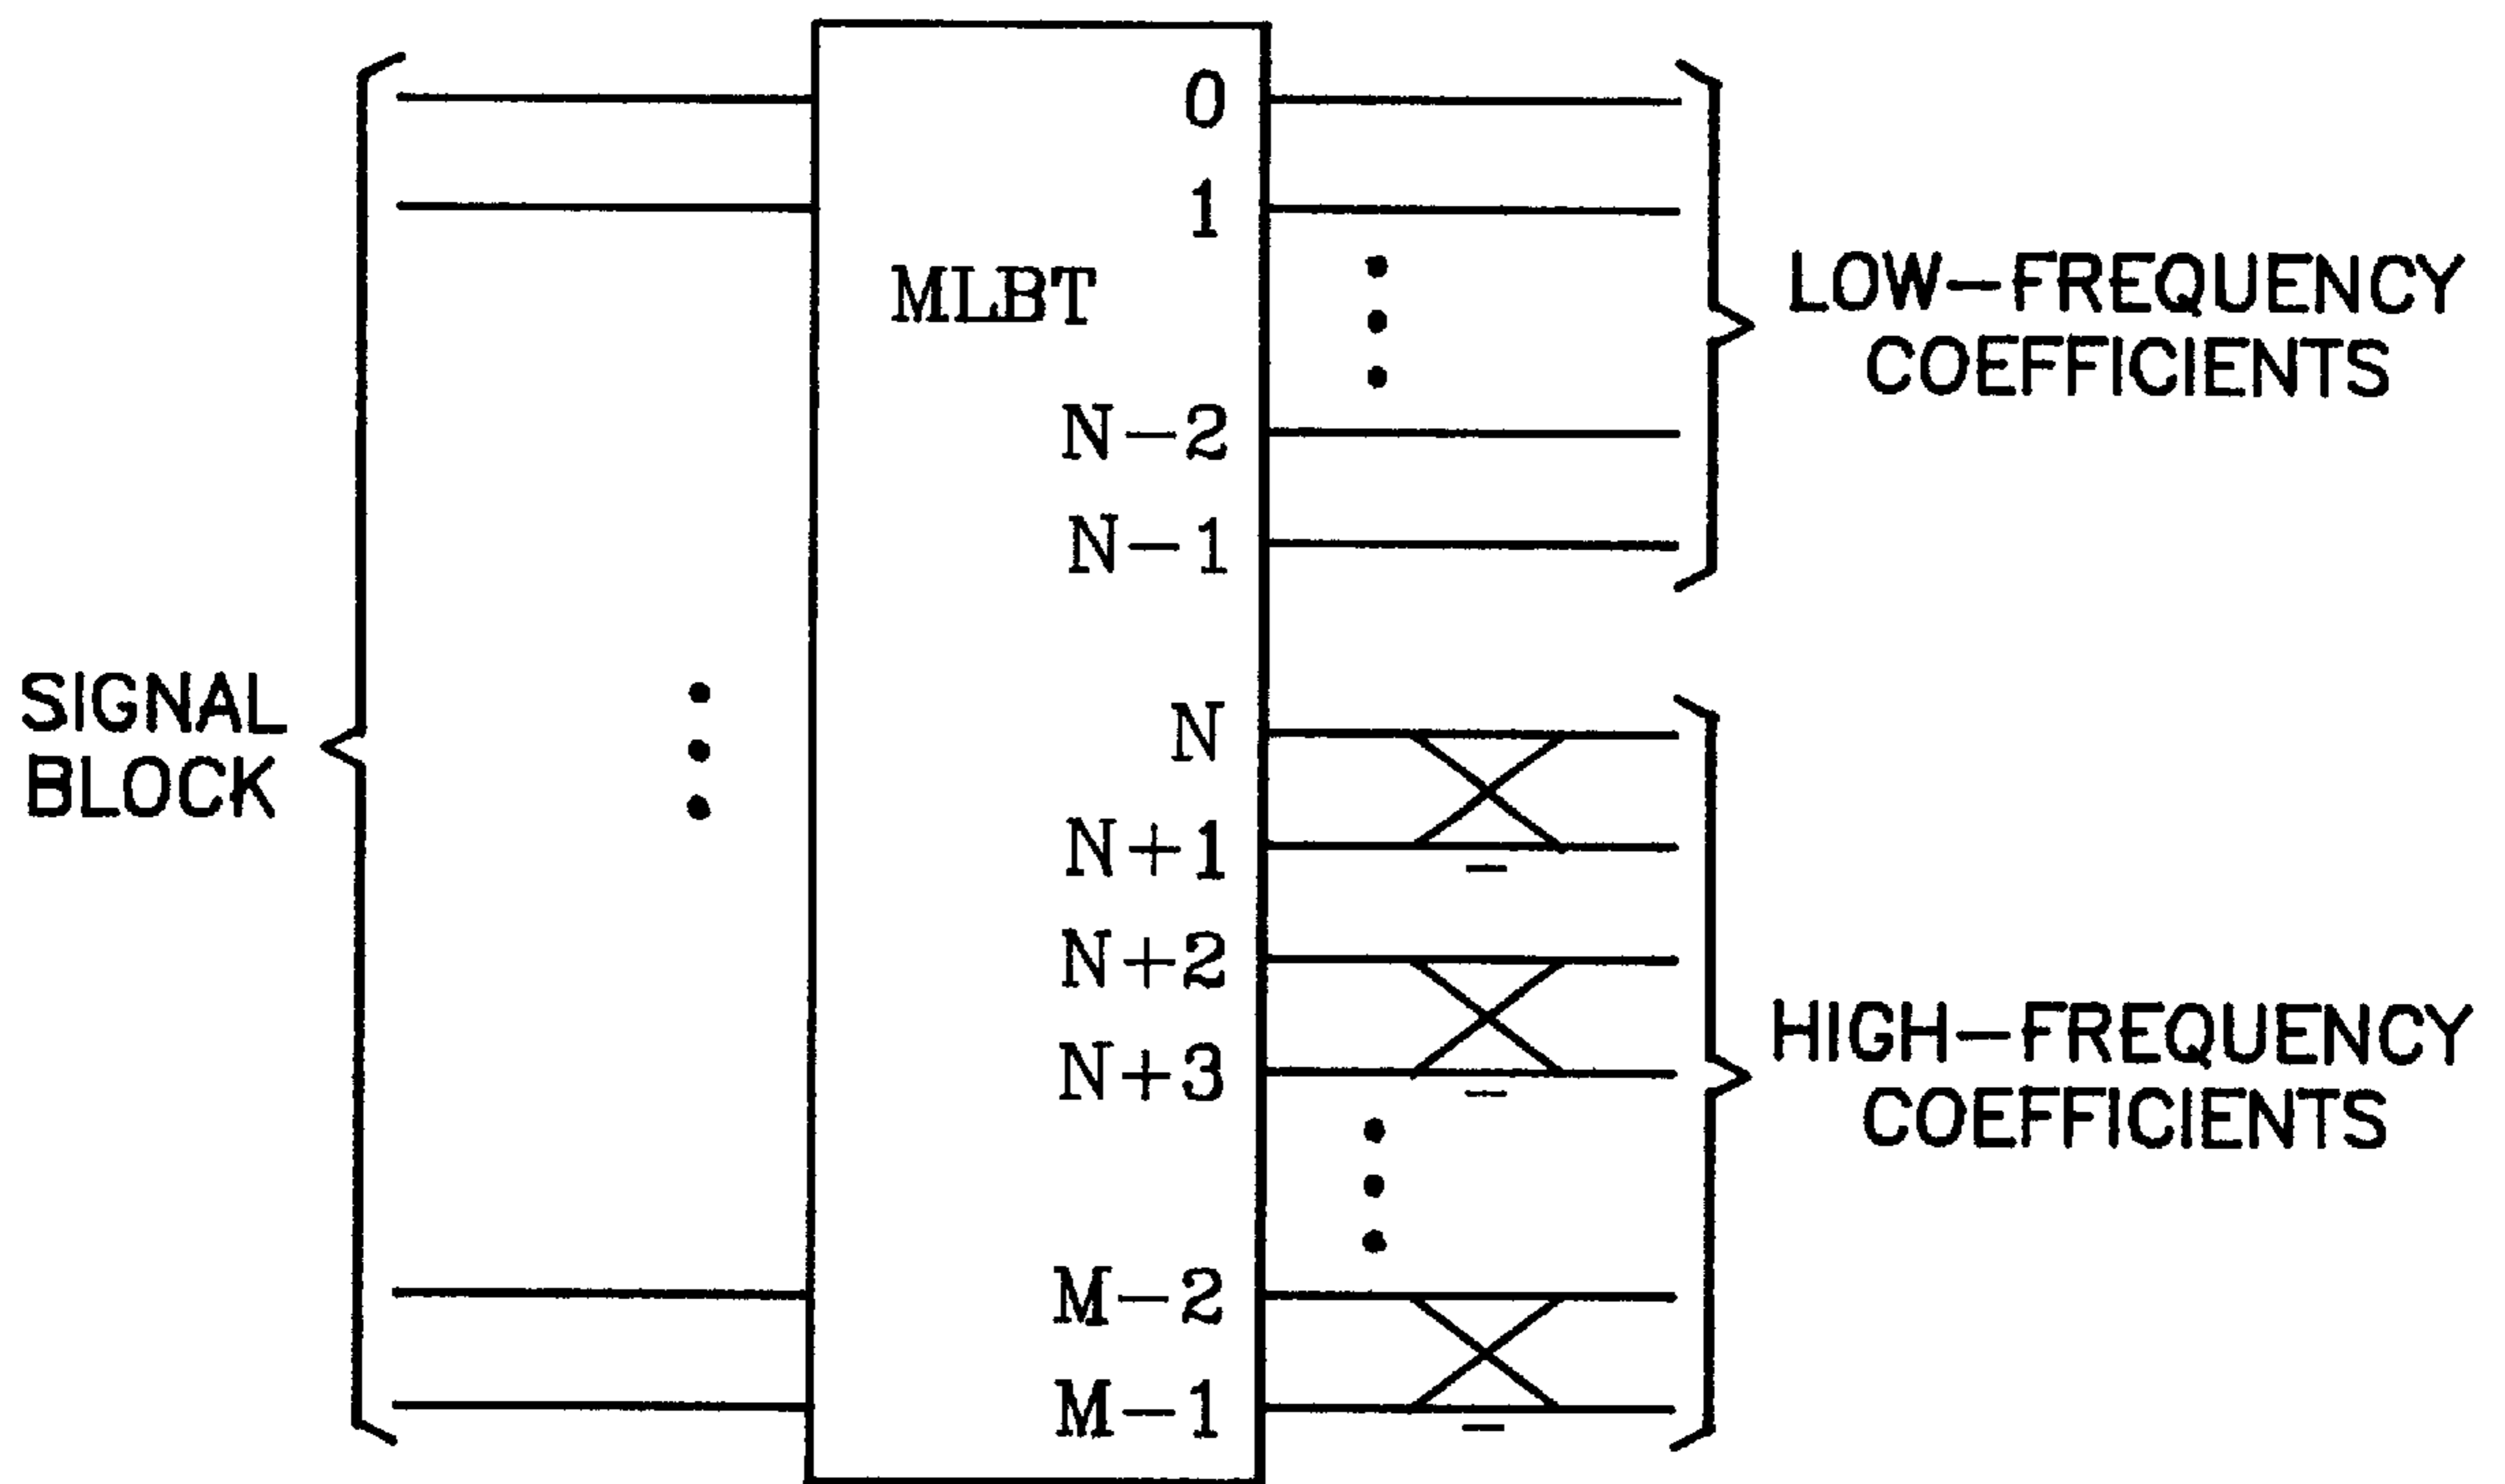 SIGNAL
BLOCK
MLBT
0
1
N-2
N-1
N
N+1
N+2
N+3
M-2
M-1
-
-
-
LOW-FREQUENCY
COEFFICIENTS
HIGH-FREQUENCY
COEFFICIENTS